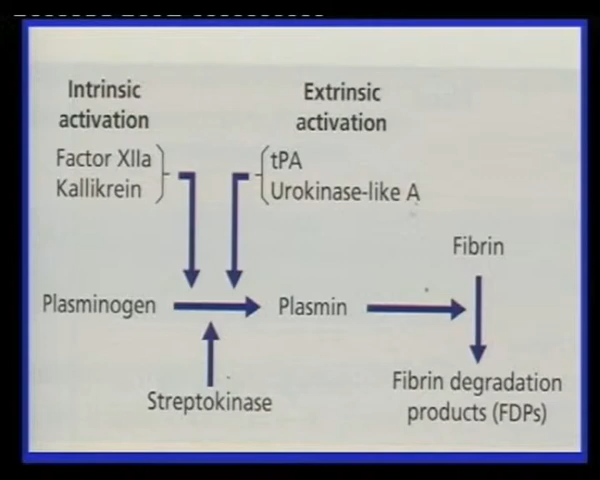 Intrinsic
activation
Extrinsic
activation
Factor XIIa
Kallikrein
tPA
Urokinase-like A
Fibrin
Plasminogen
Plasmin
Streptokinase
Fibrin degradation
products (FDPs)